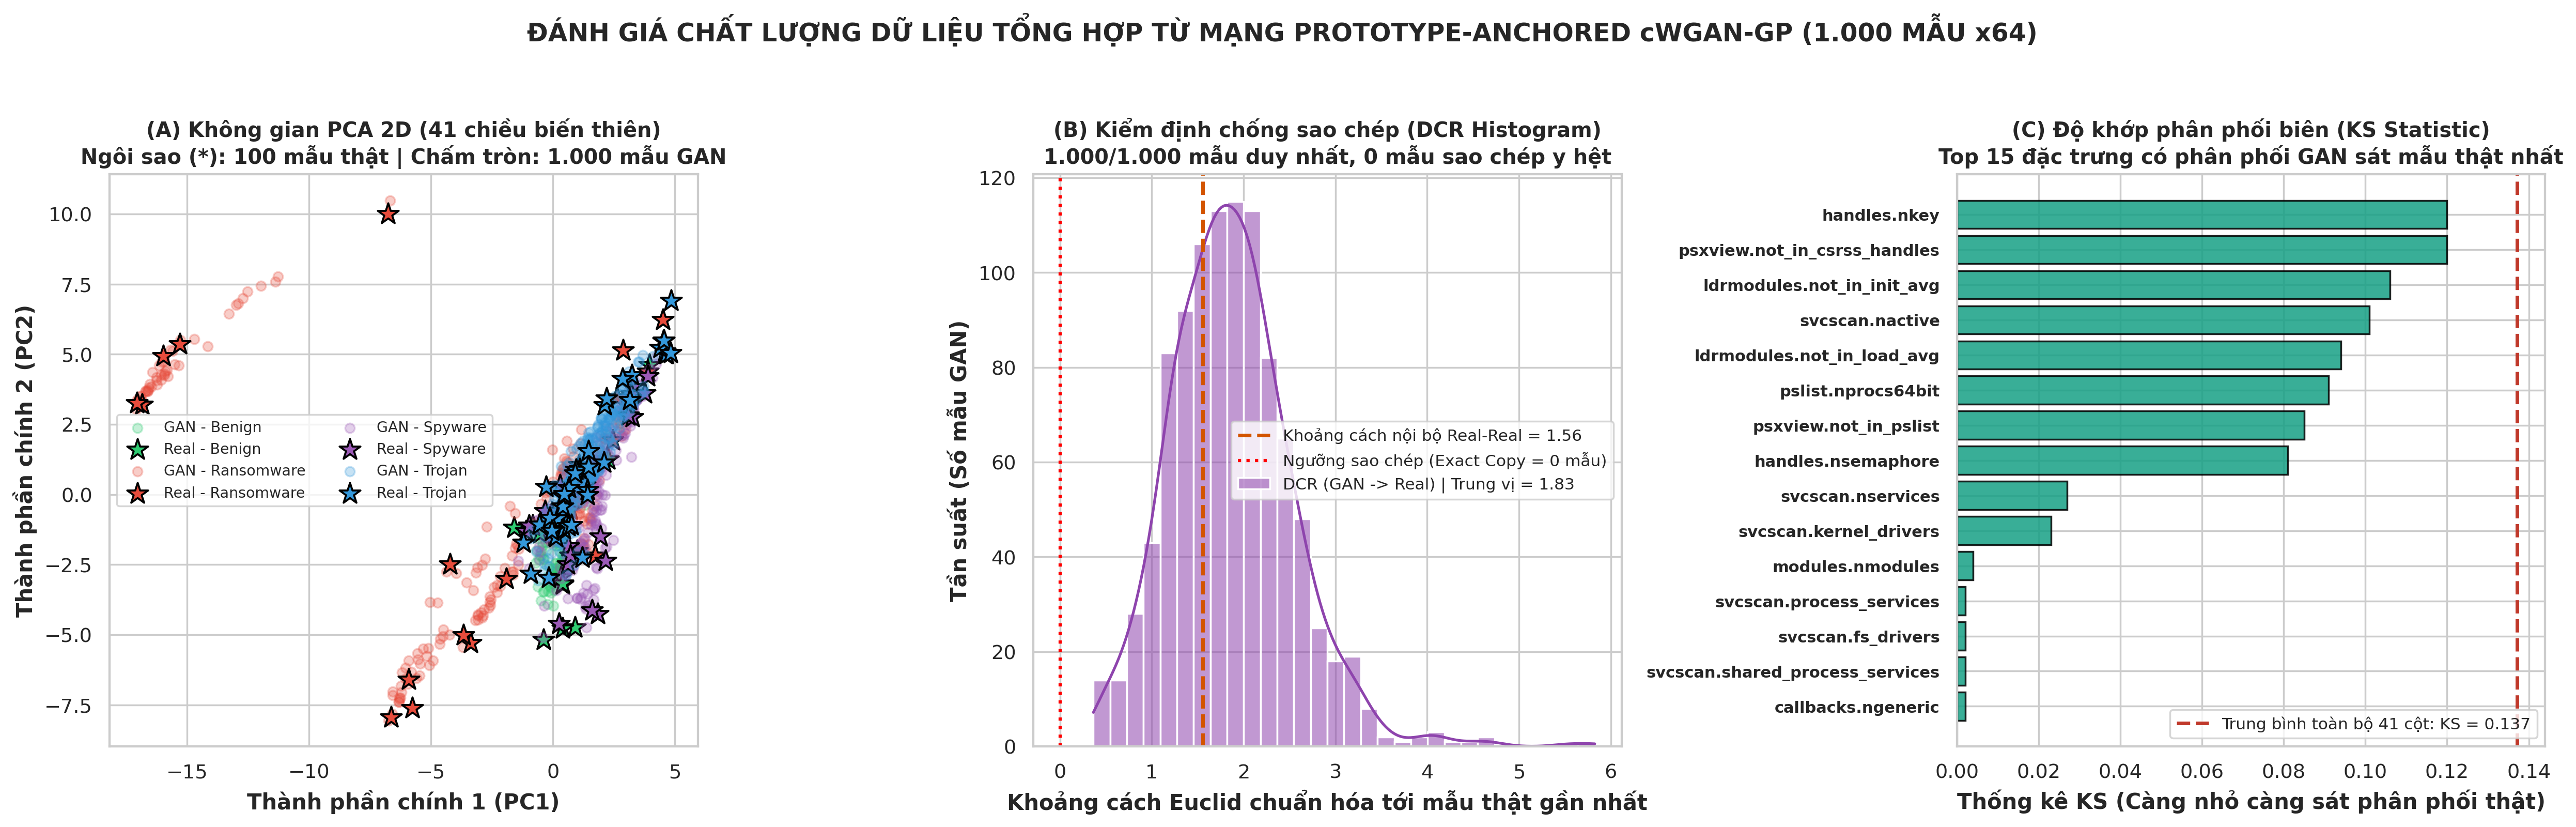 ĐÁNH GIÁ CHẤT LƯỢNG DỮ LIỆU TỔNG HỢP TỪ MẠNG PROTOTYPE-ANCHORED cWGAN-GP (1.000 MẪU x64)
(A) Không gian PCA 2D (41 chiều biến thiên)
Ngôi sao (*): 100 mẫu thật | Chấm tròn: 1.000 mẫu GAN
Thành phần chính 2 (PC2)
10.0
7.5
5.0
2.5
0.0
−2.5
−5.0
−7.5
GAN - Benign
Real - Benign
GAN - Ransomware
Real - Ransomware
GAN - Spyware
Real - Spyware
GAN - Trojan
Real - Trojan
−15
−10
−5
0
5
Thành phần chính 1 (PC1)
(B) Kiểm định chống sao chép (DCR Histogram)
1.000/1.000 mẫu duy nhất, 0 mẫu sao chép y hệt
Tần suất (Số mẫu GAN)
120
100
80
60
40
20
0
Khoảng cách nội bộ Real-Real = 1.56
Ngưỡng sao chép (Exact Copy = 0 mẫu)
DCR (GAN -> Real) | Trung vị = 1.83
0
1
2
3
4
5
6
Khoảng cách Euclid chuẩn hóa tới mẫu thật gần nhất
(C) Độ khớp phân phối biên (KS Statistic)
Top 15 đặc trưng có phân phối GAN sát mẫu thật nhất
handles.nkey
psxview.not_in_csrss_handles
ldrmodules.not_in_init_avg
svcscan.nactive
ldrmodules.not_in_load_avg
pslist.nprocs64bit
psxview.not_in_pslist
handles.nsemaphore
svcscan.nservices
svcscan.kernel_drivers
modules.nmodules
svcscan.process_services
svcscan.fs_drivers
svcscan.shared_process_services
callbacks.ngeneric
Trung bình toàn bộ 41 cột: KS = 0.137
0.00
0.02
0.04
0.06
0.08
0.10
0.12
0.14
Thống kê KS (Càng nhỏ càng sát phân phối thật)